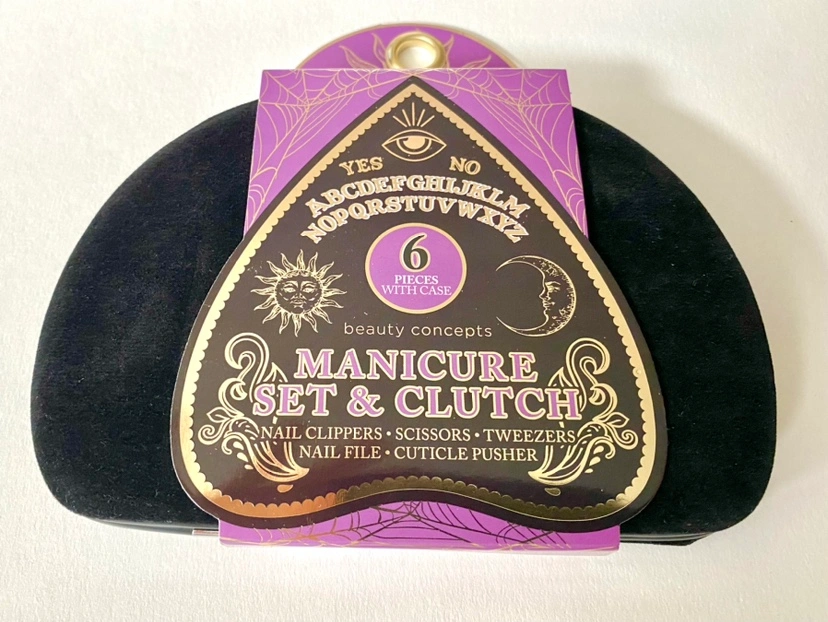 YES NO
ABCDEFGHIJKLM
NOPQRSTUVWXYZ
6
PIECES
WITH CASE
beauty concepts
MANICURE
SET & CLUTCH
NAIL CLIPPERS • SCISSORS • TWEEZERS
NAIL FILE • CUTICLE PUSHER